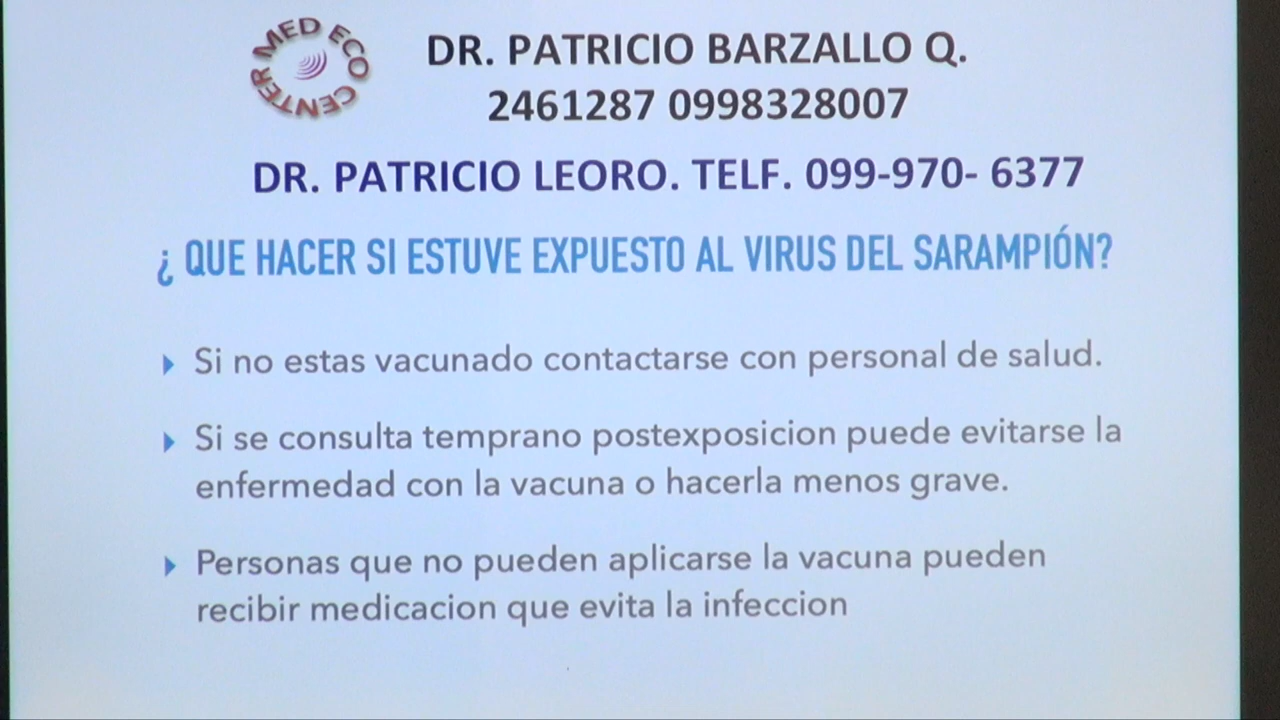 MED ECO CENTER
DR. PATRICIO BARZALLO Q.
2461287 0998328007
DR. PATRICIO LEORO. TELF. 099-970- 6377
¿ QUE HACER SI ESTUVE EXPUESTO AL VIRUS DEL SARAMPIÓN?
Si no estas vacunado contactarse con personal de salud.
Si se consulta temprano postexposicion puede evitarse la
enfermedad con la vacuna o hacerla menos grave.
Personas que no pueden aplicarse la vacuna pueden
recibir medicacion que evita la infeccion